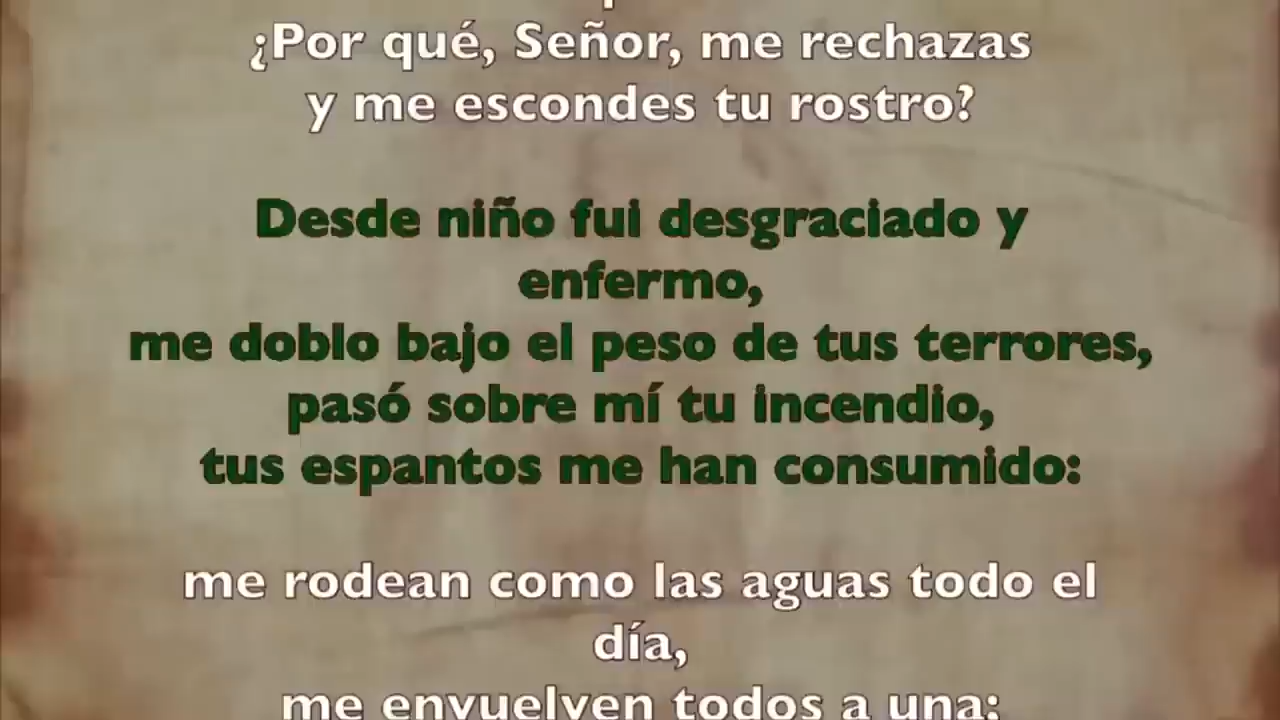 ¿Por qué, Señor, me rechazas
y me escondes tu rostro?
Desde niño fui desgraciado y
enfermo,
me doblo bajo el peso de tus terrores,
pasó sobre mí tu incendio,
tus espantos me han consumido:
me rodean como las aguas todo el
día,
me envuelven todos a una: